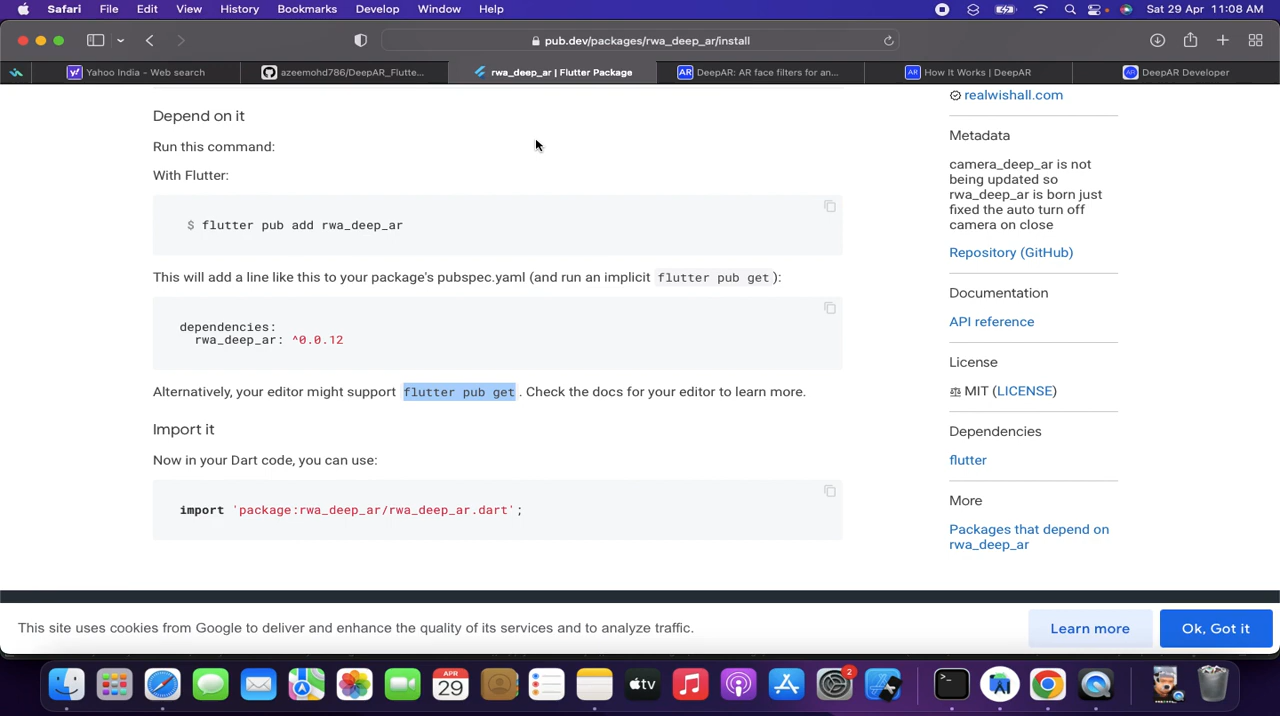 Safari File Edit View History Bookmarks Develop Window Help Sat 29 Apr 11:08 AM
pub.dev/packages/rwa_deep_ar/install
Yahoo India - Web search
azeemohd786/DeepAR_Flutte...
rwa_deep_ar | Flutter Package
DeepAR: AR face filters for an...
How It Works | DeepAR
DeepAR Developer
Depend on it
Run this command:
With Flutter:
$ flutter pub add rwa_deep_ar
This will add a line like this to your package's pubspec.yaml (and run an implicit flutter pub get):
dependencies:
rwa_deep_ar: ^0.0.12
Alternatively, your editor might support flutter pub get. Check the docs for your editor to learn more.
Import it
Now in your Dart code, you can use:
import 'package:rwa_deep_ar/rwa_deep_ar.dart';
realwishall.com
Metadata
camera_deep_ar is not
being updated so
rwa_deep_ar is born just
fixed the auto turn off
camera on close
Repository (GitHub)
Documentation
API reference
License
MIT (LICENSE)
Dependencies
flutter
More
Packages that depend on
rwa_deep_ar
This site uses cookies from Google to deliver and enhance the quality of its services and to analyze traffic.
Learn more
Ok, Got it
APR
29
tv
2